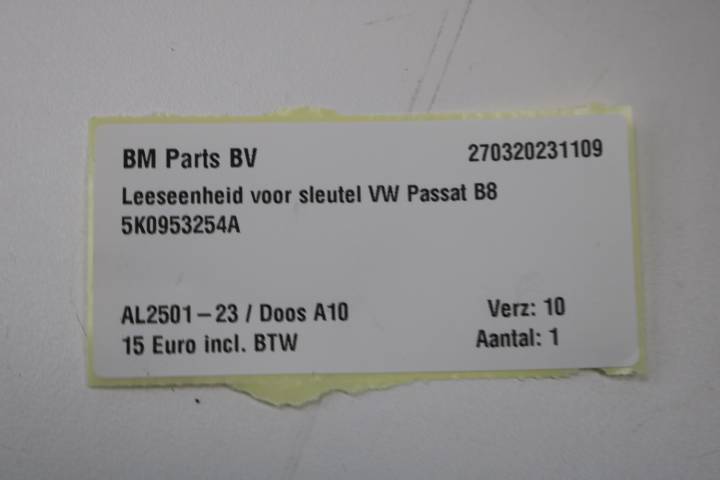 BM Parts BV 270320231109
Leeseenheid voor sleutel VW Passat B8
5K0953254A
AL2501-23 / Doos A10 Verz: 10
15 Euro incl. BTW Aantal: 1